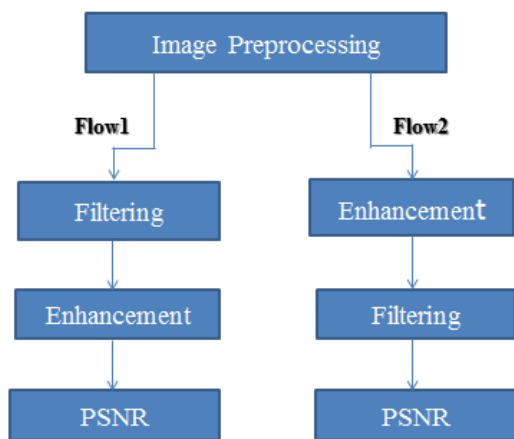 Image Preprocessing
Flow1
Flow2
Filtering
Enhancement
Enhancement
Filtering
PSNR
PSNR